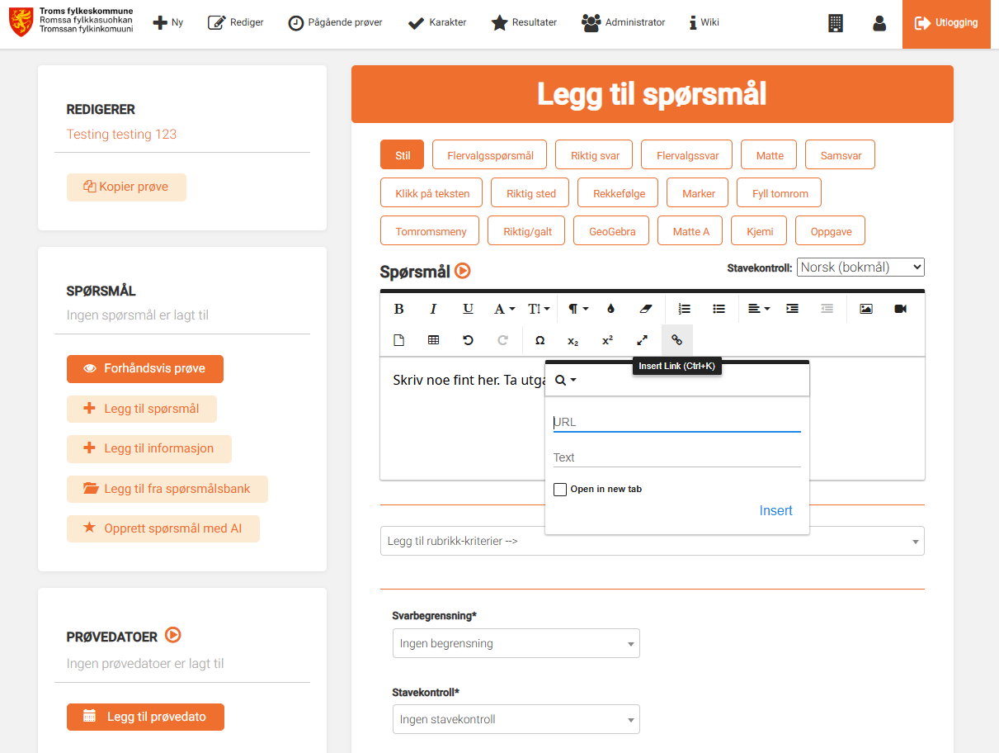 Troms fylkeskommune
Romssa fylkkasuohkan
Tromssan fylkinkomuuni
Ny
Rediger
Pågående prøver
Karakter
Resultater
Administrator
Wiki
Utlogging
REDIGERER
Testing testing 123
Kopier prøve
SPØRSMÅL
Ingen spørsmål er lagt til
Forhåndsvis prøve
Legg til spørsmål
Legg til informasjon
Legg til fra spørsmålsbank
Opprett spørsmål med AI
PRØVEDATOER
Ingen prøvedatoer er lagt til
Legg til prøvedato
Legg til spørsmål
Stil
Flervalgsspørsmål
Riktig svar
Flervalgssvar
Matte
Samsvar
Klikk på teksten
Riktig sted
Rekkefølge
Marker
Fyll tomrom
Tomromsmeny
Riktig/galt
GeoGebra
Matte A
Kjemi
Oppgave
Spørsmål
Stavekontroll: Norsk (bokmål)
B I U A T
Ω x₂ x²
Insert Link (Ctrl+K)
Skriv noe fint her. Ta utga
URL
Text
Open in new tab
Insert
Legg til rubrikk-kriterier -->
Svarbegrensning*
Ingen begrensning
Stavekontroll*
Ingen stavekontroll